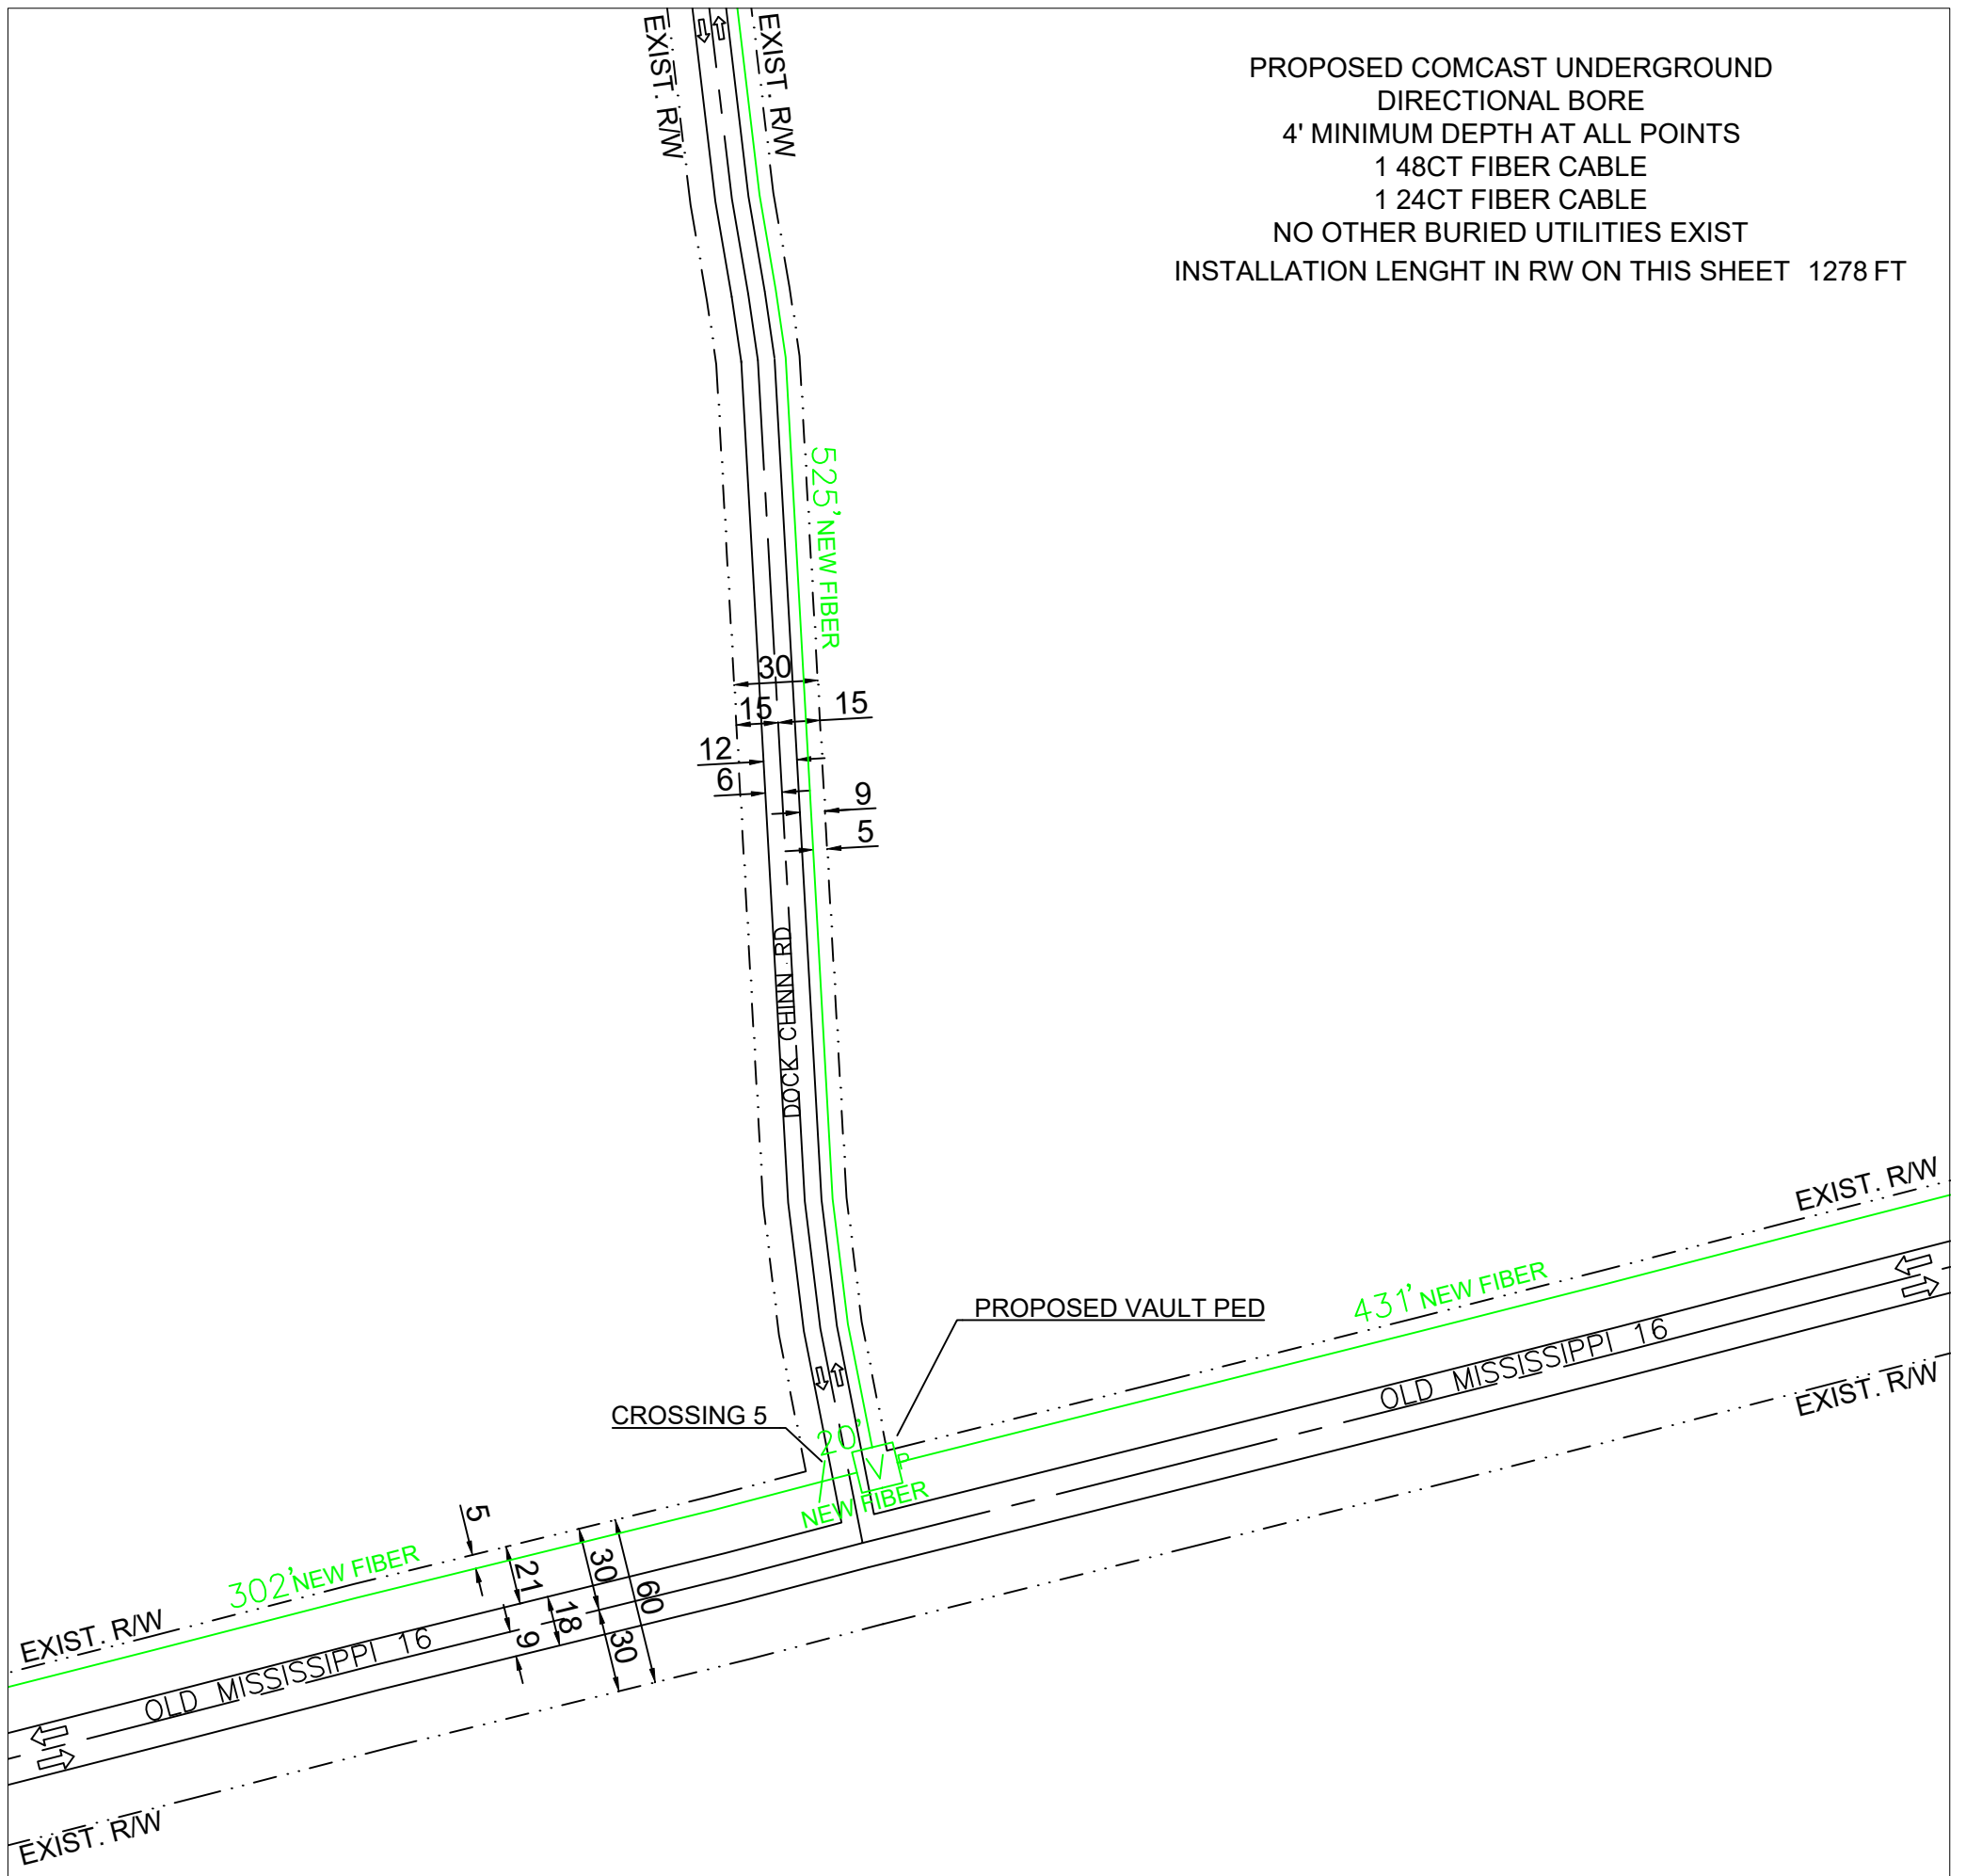 EXIST. R/W
EXIST. R/W
PROPOSED COMCAST UNDERGROUND
DIRECTIONAL BORE
4' MINIMUM DEPTH AT ALL POINTS
1 48CT FIBER CABLE
1 24CT FIBER CABLE
NO OTHER BURIED UTILITIES EXIST
INSTALLATION LENGHT IN RW ON THIS SHEET 1278 FT
525' NEW FIBER
30
15
15
12
6
9
5
DOCK CHINN RD
EXIST. R/W
431' NEW FIBER
PROPOSED VAULT PED
OLD MISSISSIPPI 16
EXIST. R/W
CROSSING 5
20'
V P
NEW FIBER
5
21
30
60
302' NEW FIBER
18
9
30
EXIST. R/W
OLD MISSISSIPPI 16
EXIST. R/W